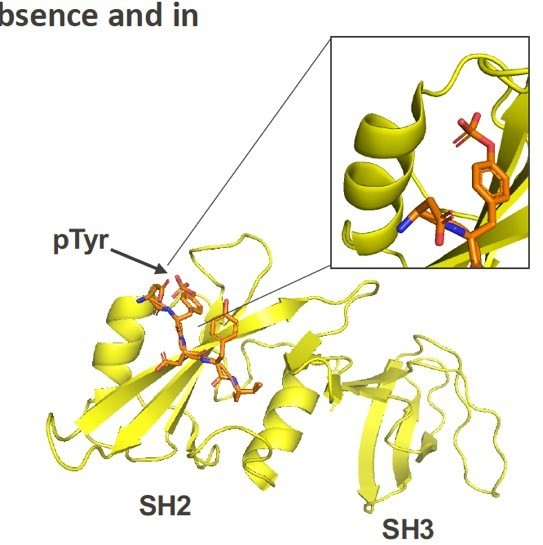 bsence and in
pTyr
SH2
SH3